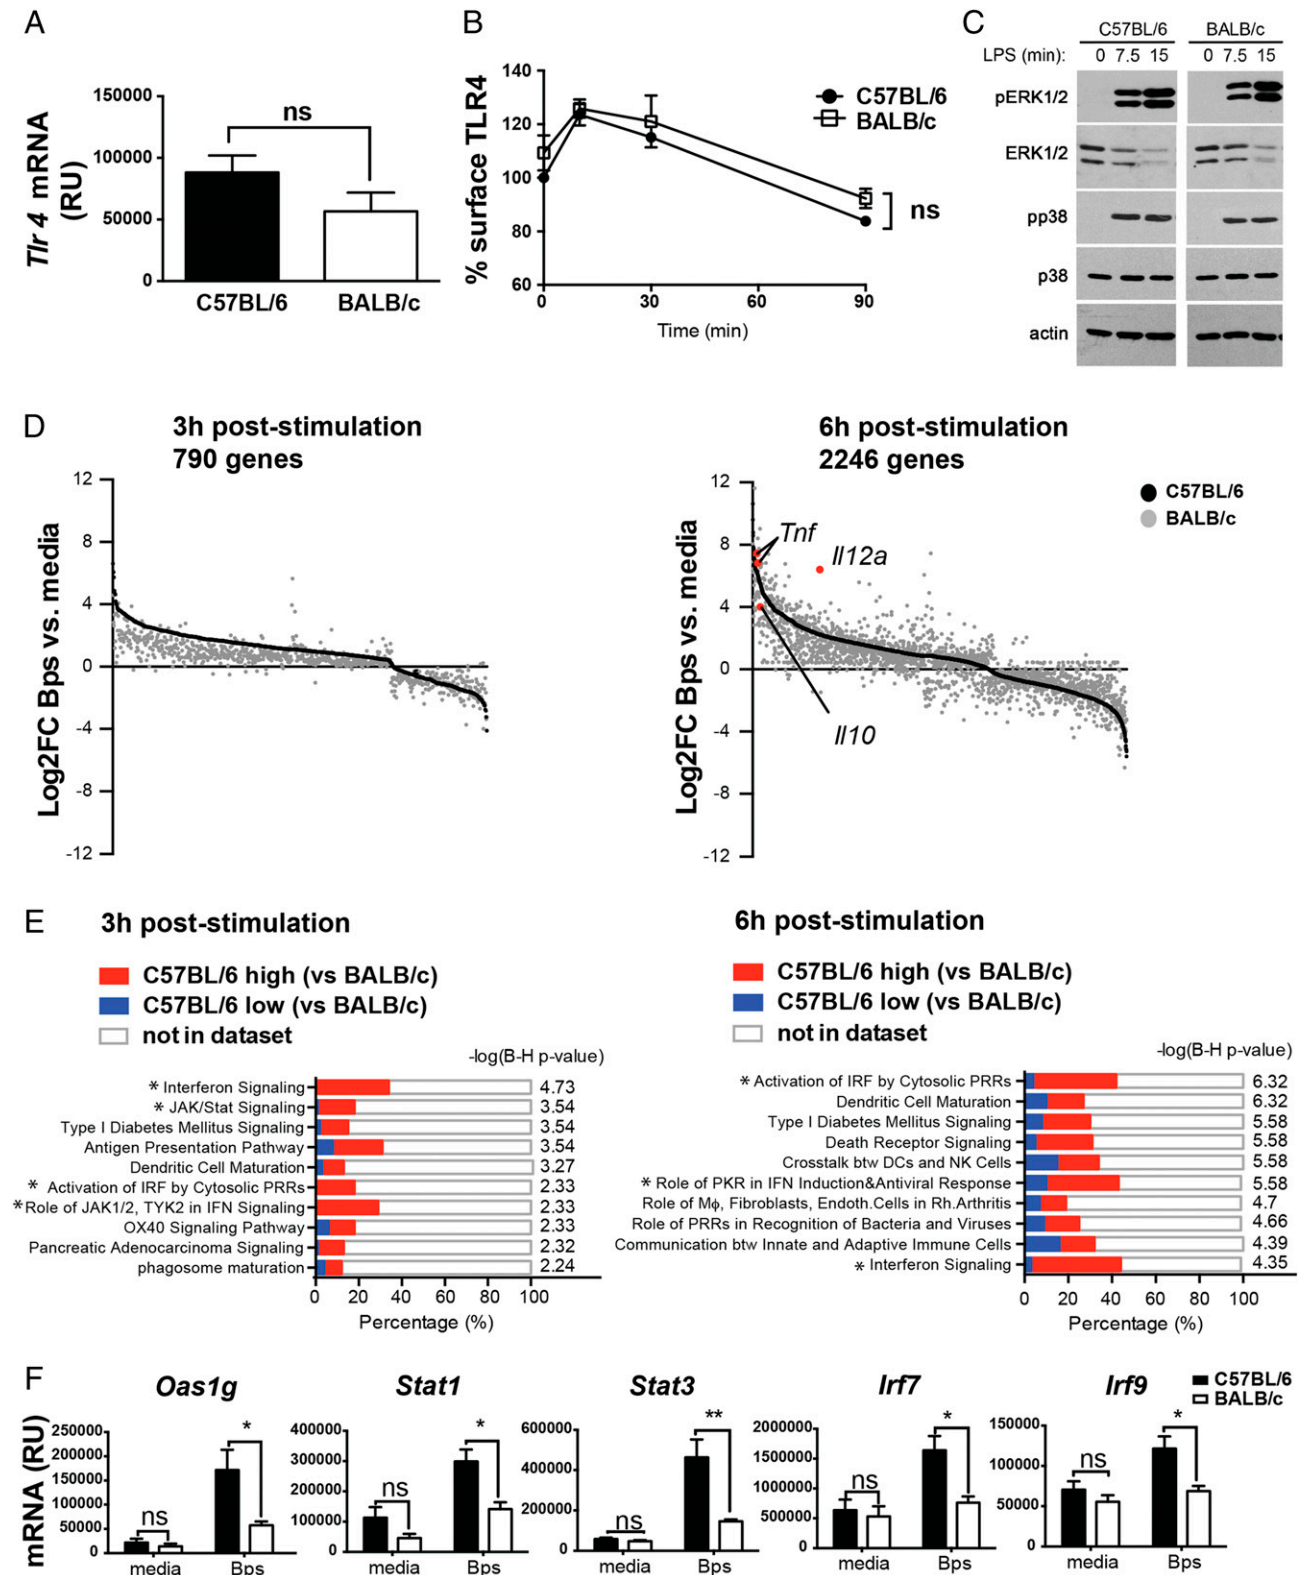 A
Tlr 4 mRNA
(RU)
150000
100000
50000
0
ns
C57BL/6
BALB/c
B
% surface TLR4
140
120
100
80
60
0
30
60
90
Time (min)
C57BL/6
BALB/c
ns
C
C57BL/6
BALB/c
LPS (min):
0 7.5 15
0 7.5 15
pERK1/2
ERK1/2
pp38
p38
actin
D
3h post-stimulation
790 genes
Log2FC Bps vs. media
12
8
4
0
-4
-8
-12
6h post-stimulation
2246 genes
Log2FC Bps vs. media
12
8
4
0
-4
-8
-12
Tnf
Il12a
Il10
C57BL/6
BALB/c
E
3h post-stimulation
C57BL/6 high (vs BALB/c)
C57BL/6 low (vs BALB/c)
not in dataset
-log(B-H p-value)
* Interferon Signaling 4.73
* JAK/Stat Signaling 3.54
Type I Diabetes Mellitus Signaling 3.54
Antigen Presentation Pathway 3.54
Dendritic Cell Maturation 3.27
* Activation of IRF by Cytosolic PRRs 2.33
*Role of JAK1/2, TYK2 in IFN Signaling 2.33
OX40 Signaling Pathway 2.33
Pancreatic Adenocarcinoma Signaling 2.32
phagosome maturation 2.24
0 20 40 60 80 100
Percentage (%)
6h post-stimulation
C57BL/6 high (vs BALB/c)
C57BL/6 low (vs BALB/c)
not in dataset
-log(B-H p-value)
* Activation of IRF by Cytosolic PRRs 6.32
Dendritic Cell Maturation 6.32
Type I Diabetes Mellitus Signaling 5.58
Death Receptor Signaling 5.58
Crosstalk btw DCs and NK Cells 5.58
* Role of PKR in IFN Induction&Antiviral Response 5.58
Role of Mϕ, Fibroblasts, Endoth.Cells in Rh.Arthritis 4.7
Role of PRRs in Recognition of Bacteria and Viruses 4.66
Communication btw Innate and Adaptive Immune Cells 4.39
* Interferon Signaling 4.35
0 20 40 60 80 100
Percentage (%)
F
mRNA (RU)
Oas1g
250000
200000
150000
100000
50000
0
ns
*
media Bps
Stat1
400000
300000
200000
100000
0
ns
*
media Bps
Stat3
600000
400000
200000
0
ns
**
media Bps
Irf7
2000000
1500000
1000000
500000
0
ns
*
media Bps
Irf9
150000
100000
50000
0
ns
*
media Bps
C57BL/6
BALB/c